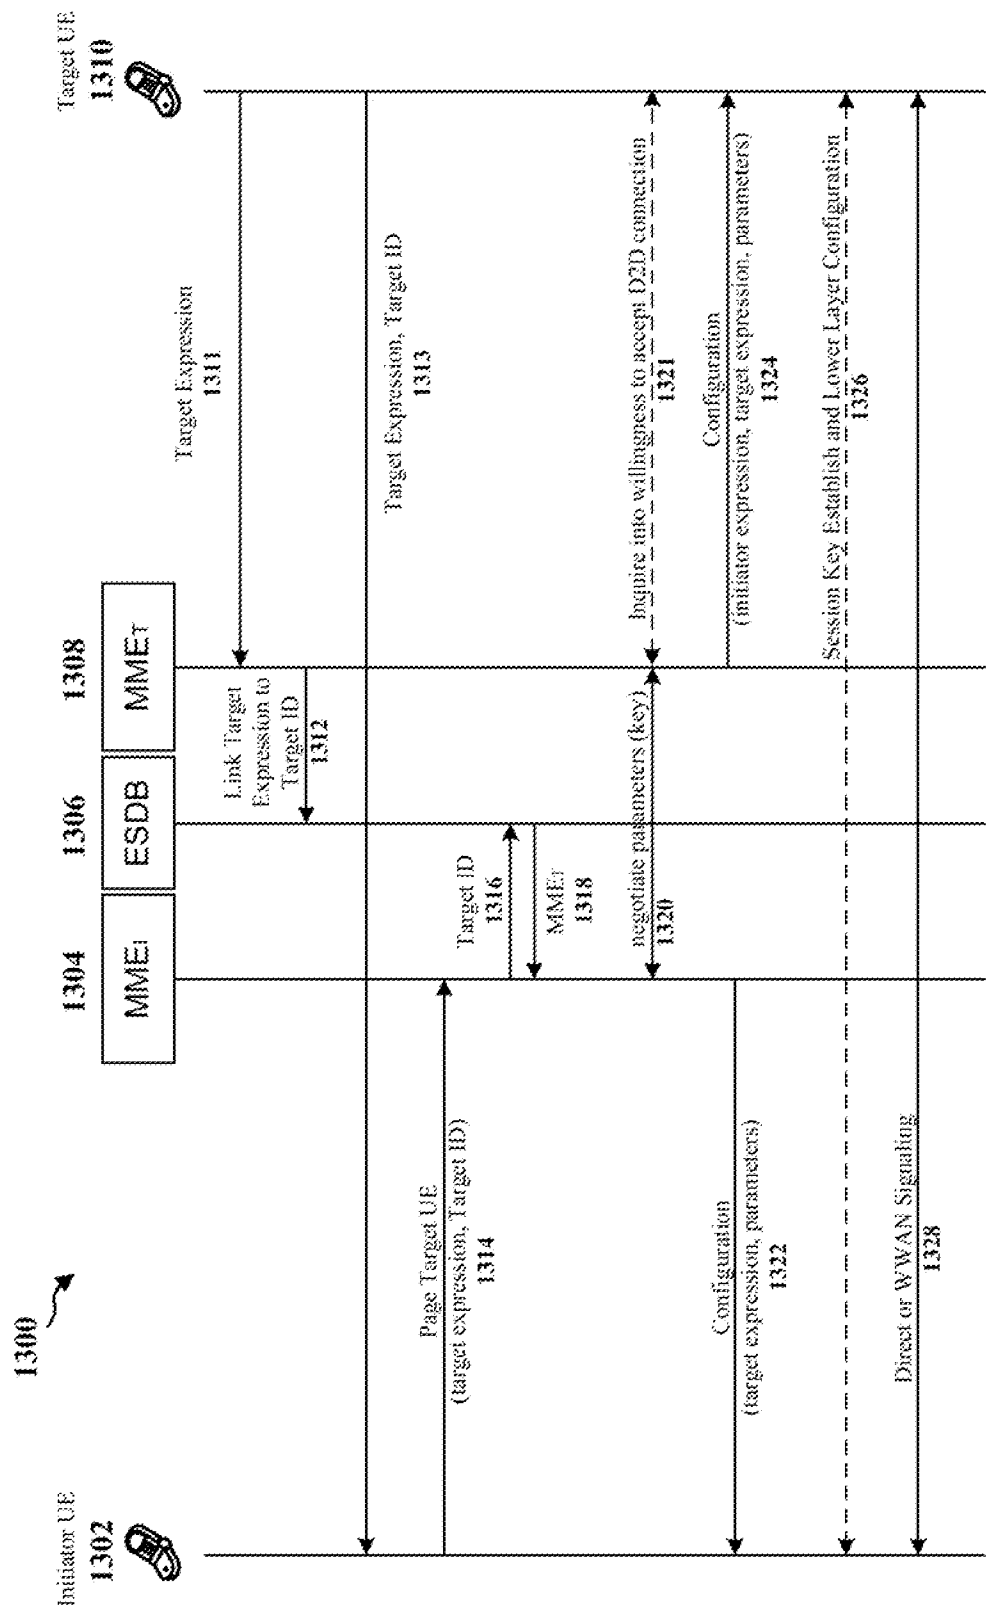 1300
Initiator UE
1302
1304
MMEI
1306
ESDB
1308
MMET
Target UE
1310
Target Expression
1311
Link Target
Expression to
Target ID
1312
Target Expression, Target ID
1313
Page Target UE
(target expression, Target ID)
1314
Target ID
1316
MMET
1318
negotiate parameters (key)
1320
Inquire into willingness to accept D2D connection
1321
Configuration
(target expression, parameters)
1322
Configuration
(initiator expression, target expression, parameters)
1324
Session Key Establish and Lower Layer Configuration
1326
Direct or WWAN Signaling
1328